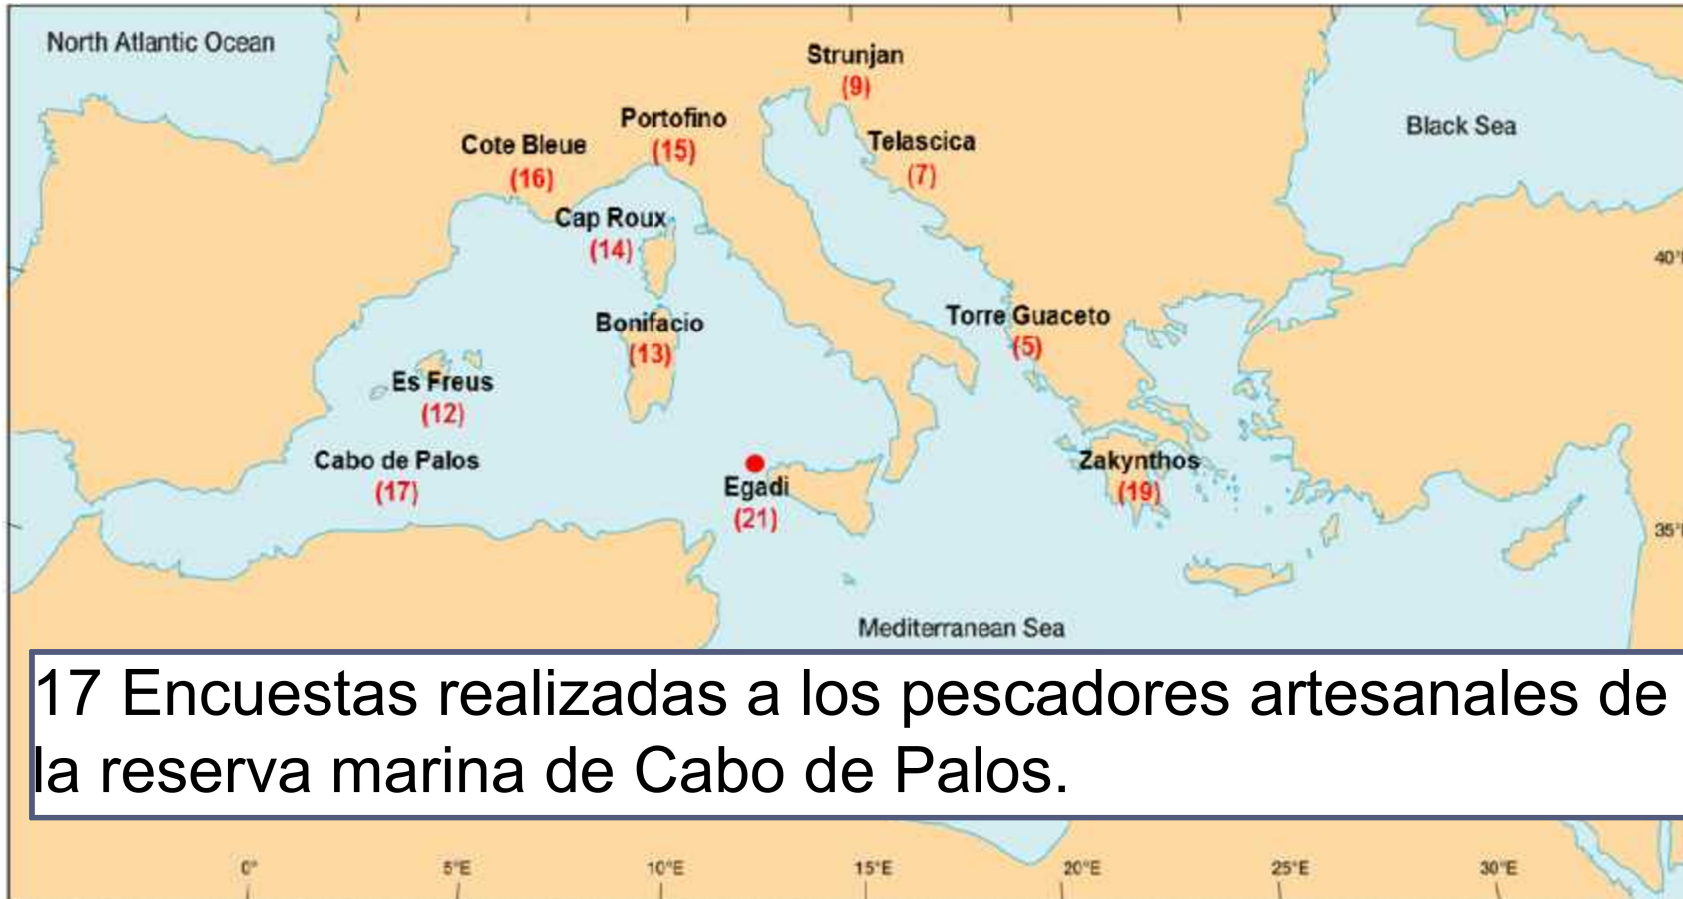 North Atlantic Ocean
Strunjan
(9)
Black Sea
Portofino
(15)
Cote Bleue
(16)
Telascica
(7)
Cap Roux
(14)
40°
Torre Guaceto
(5)
Bonifacio
(13)
Es Freus
(12)
Cabo de Palos
(17)
Egadi
(21)
Zakynthos
(19)
35°
Mediterranean Sea
17 Encuestas realizadas a los pescadores artesanales de
la reserva marina de Cabo de Palos.
0° 5°E 10°E 15°E 20°E 25°E 30°E